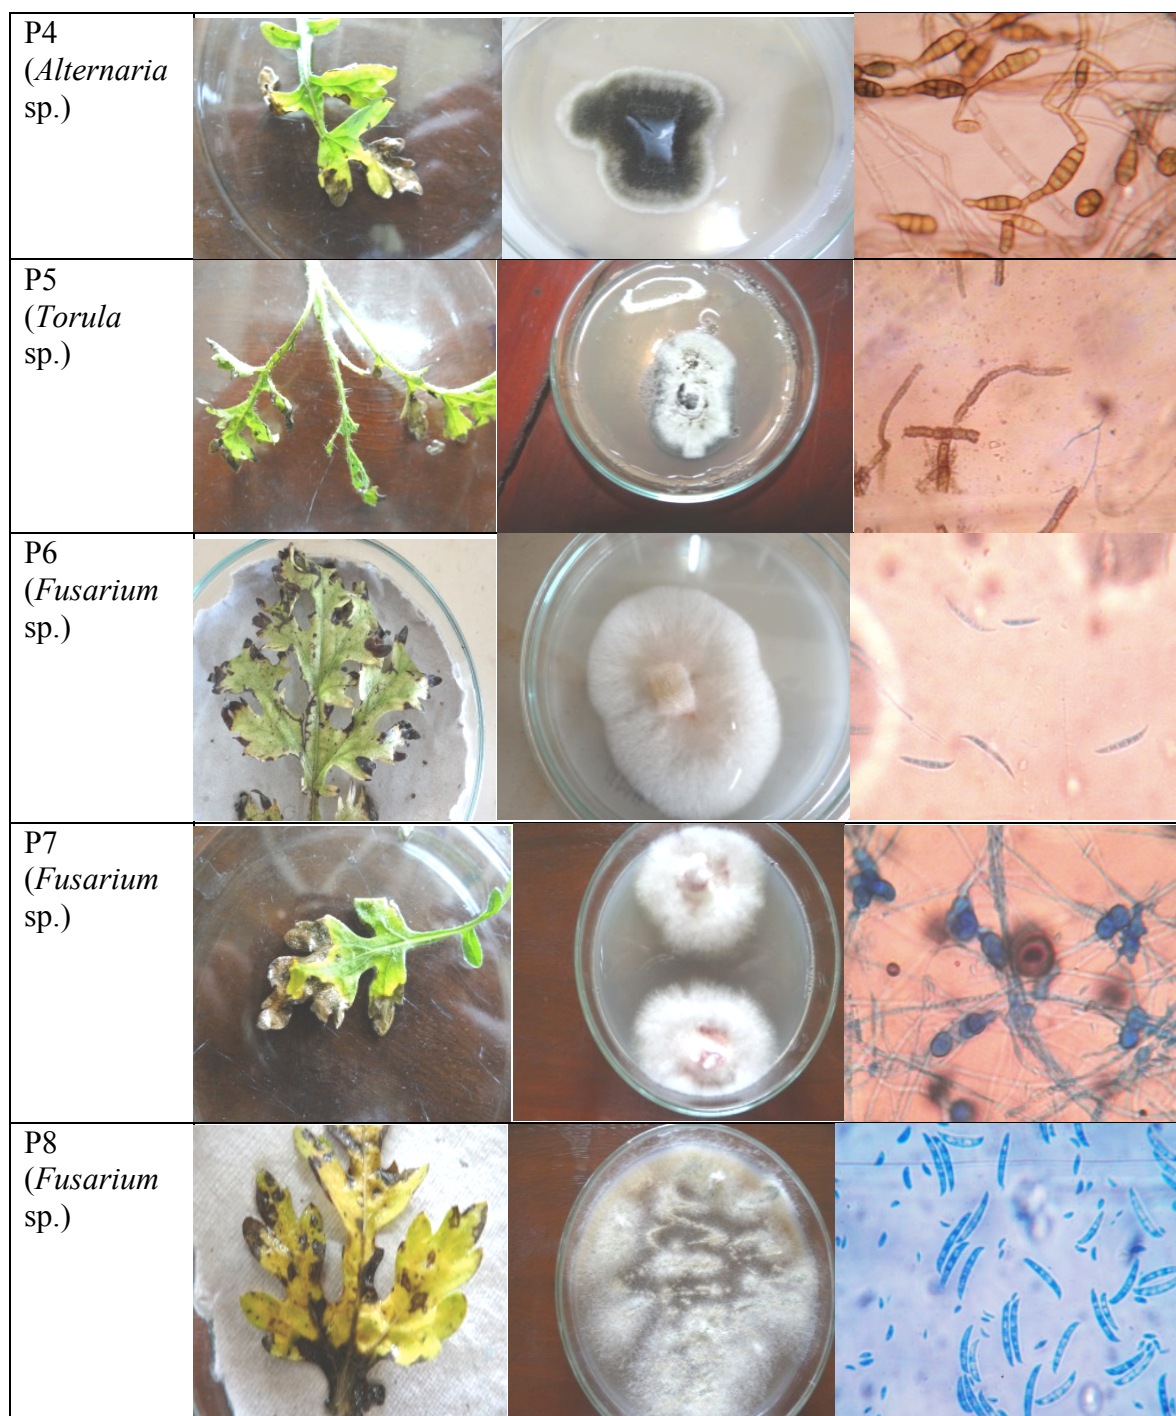 P4
(Alternaria
sp.)
P5
(Torula
sp.)
P6
(Fusarium
sp.)
P7
(Fusarium
sp.)
P8
(Fusarium
sp.)